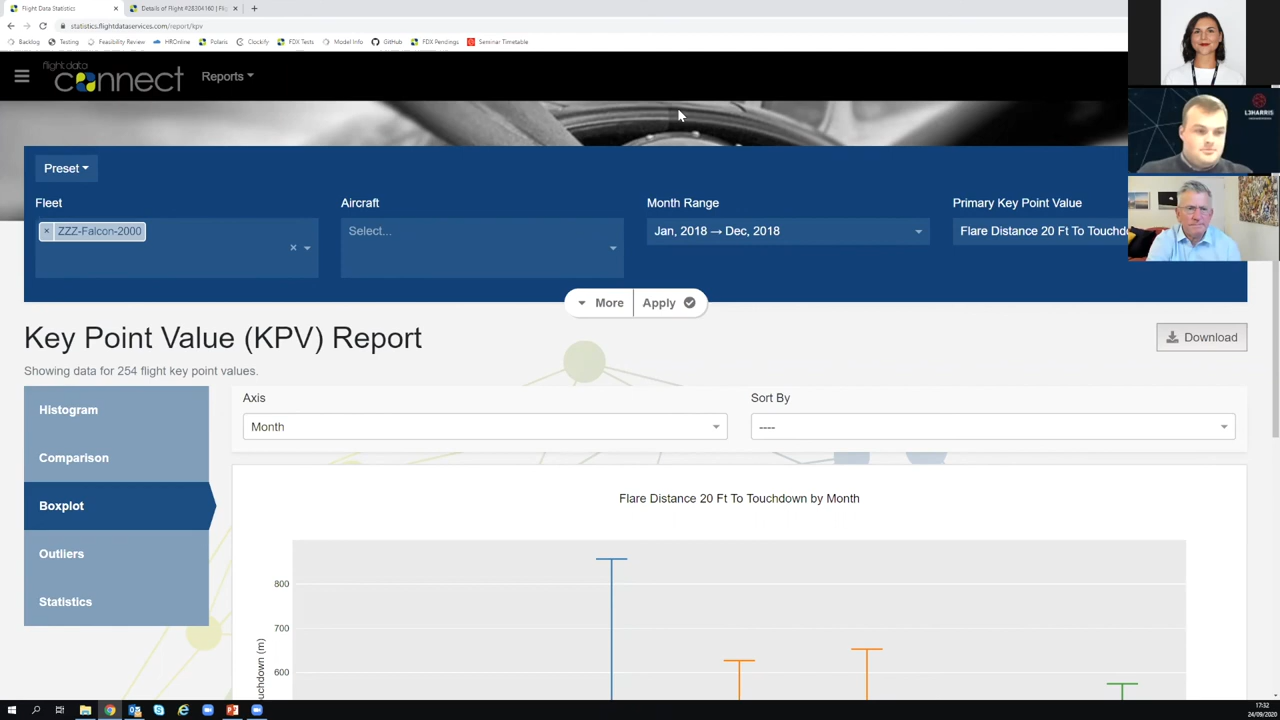 Flight Data Statistics
Details of Flight #28304160 | Flig
statistics.flightdataservices.com/report/kpv
Backlog Testing Feasibility Review HROnline Polaris Clockify FDX Tests Model Info GitHub FDX Pendings Seminar Timetable
flight data
connect
Reports
L3HARRIS
Preset
Fleet
Aircraft
Month Range
Primary Key Point Value
× ZZZ-Falcon-2000
×
Select...
Jan, 2018 → Dec, 2018
Flare Distance 20 Ft To Touchd
More
Apply
Key Point Value (KPV) Report
Download
Showing data for 254 flight key point values.
Histogram
Comparison
Boxplot
Outliers
Statistics
Axis
Sort By
Month
----
Flare Distance 20 Ft To Touchdown by Month
800
700
600
uchdown (m)
17:32
24/09/2020